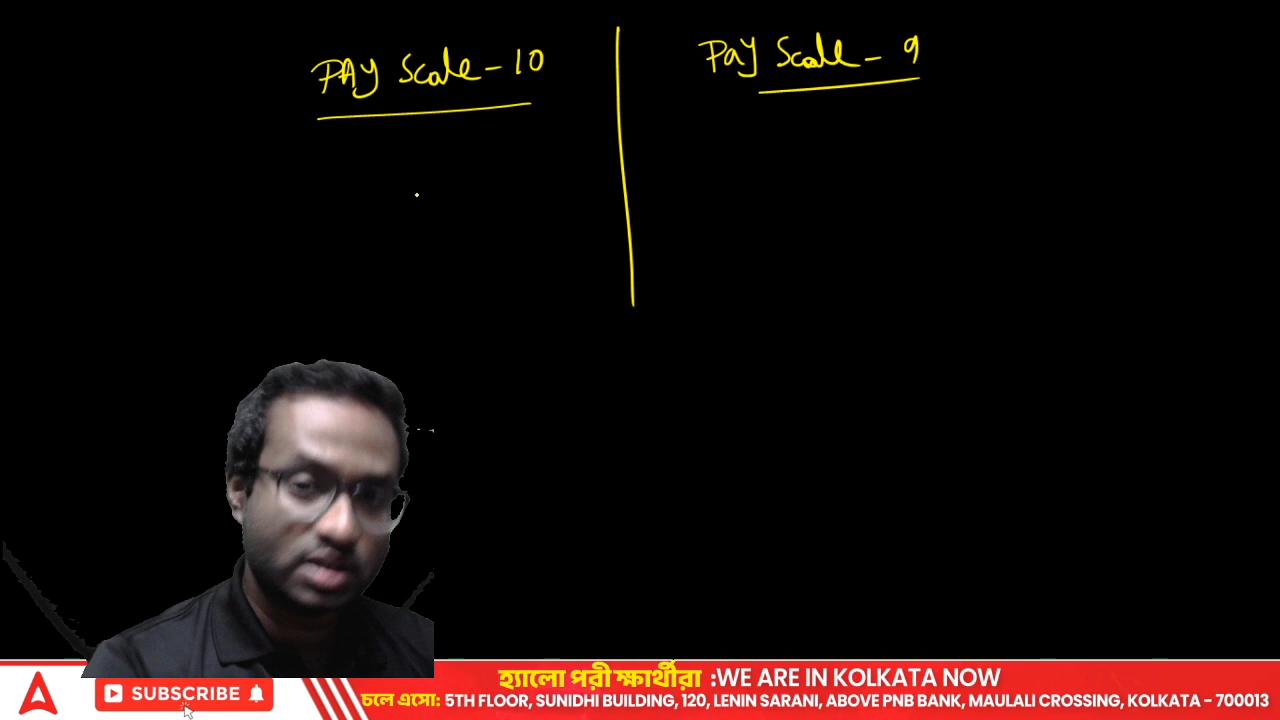 PAY Scale - 10
Pay Scale - 9
হ্যালো পরীক্ষার্থীরা :WE ARE IN KOLKATA NOW
SUBSCRIBE
চলে এসো: 5TH FLOOR, SUNIDHI BUILDING, 120, LENIN SARANI, ABOVE PNB BANK, MAULALI CROSSING, KOLKATA - 700013